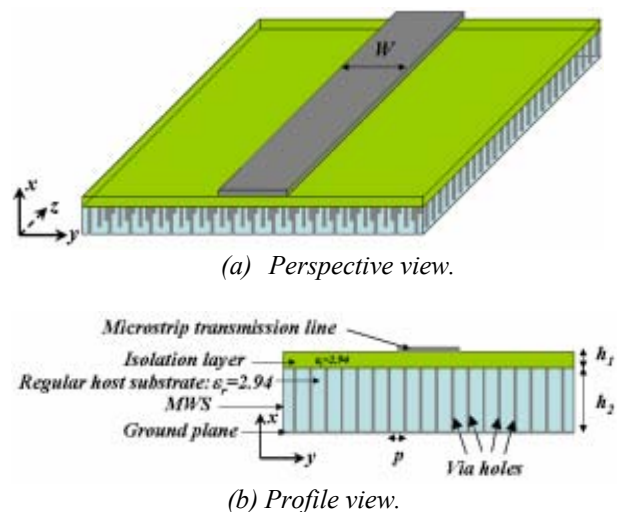 W
x
z
y
(a) Perspective view.
Microstrip transmission line
Isolation layer
εr=2.94
h1
Regular host substrate: εr=2.94
MWS
h2
x
Ground plane
y
p
Via holes
(b) Profile view.